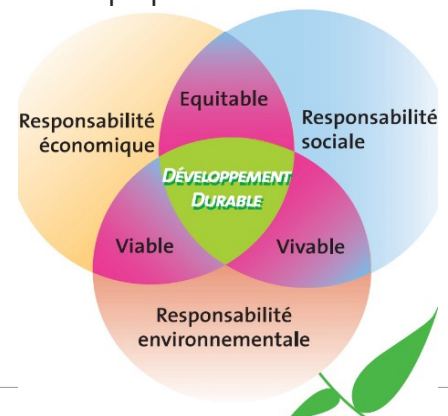 Equitable
Responsabilité
économique
Responsabilité
sociale
DÉVELOPPEMENT
DURABLE
Viable
Vivable
Responsabilité
environnementale